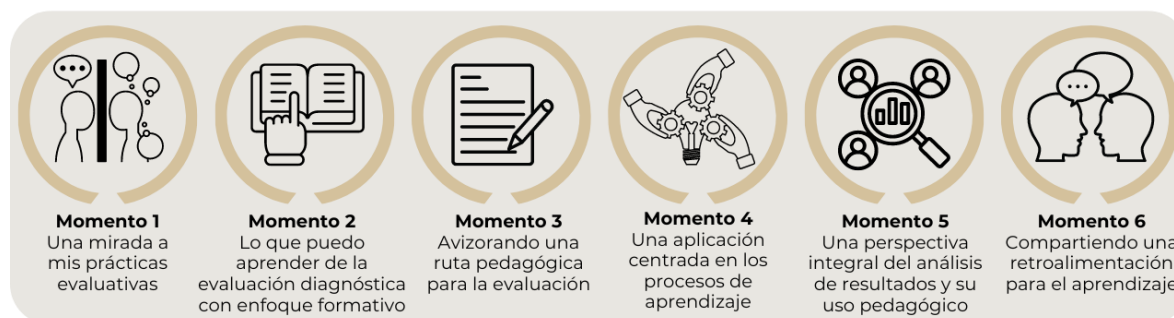 Momento 1
Una mirada a
mis prácticas
evaluativas
Momento 2
Lo que puedo
aprender de la
evaluación diagnóstica
con enfoque formativo
Momento 3
Avizorando una
ruta pedagógica
para la evaluación
Momento 4
Una aplicación
centrada en los
procesos de
aprendizaje
Momento 5
Una perspectiva
integral del análisis
de resultados y su
uso pedagógico
Momento 6
Compartiendo una
retroalimentación
para el aprendizaje